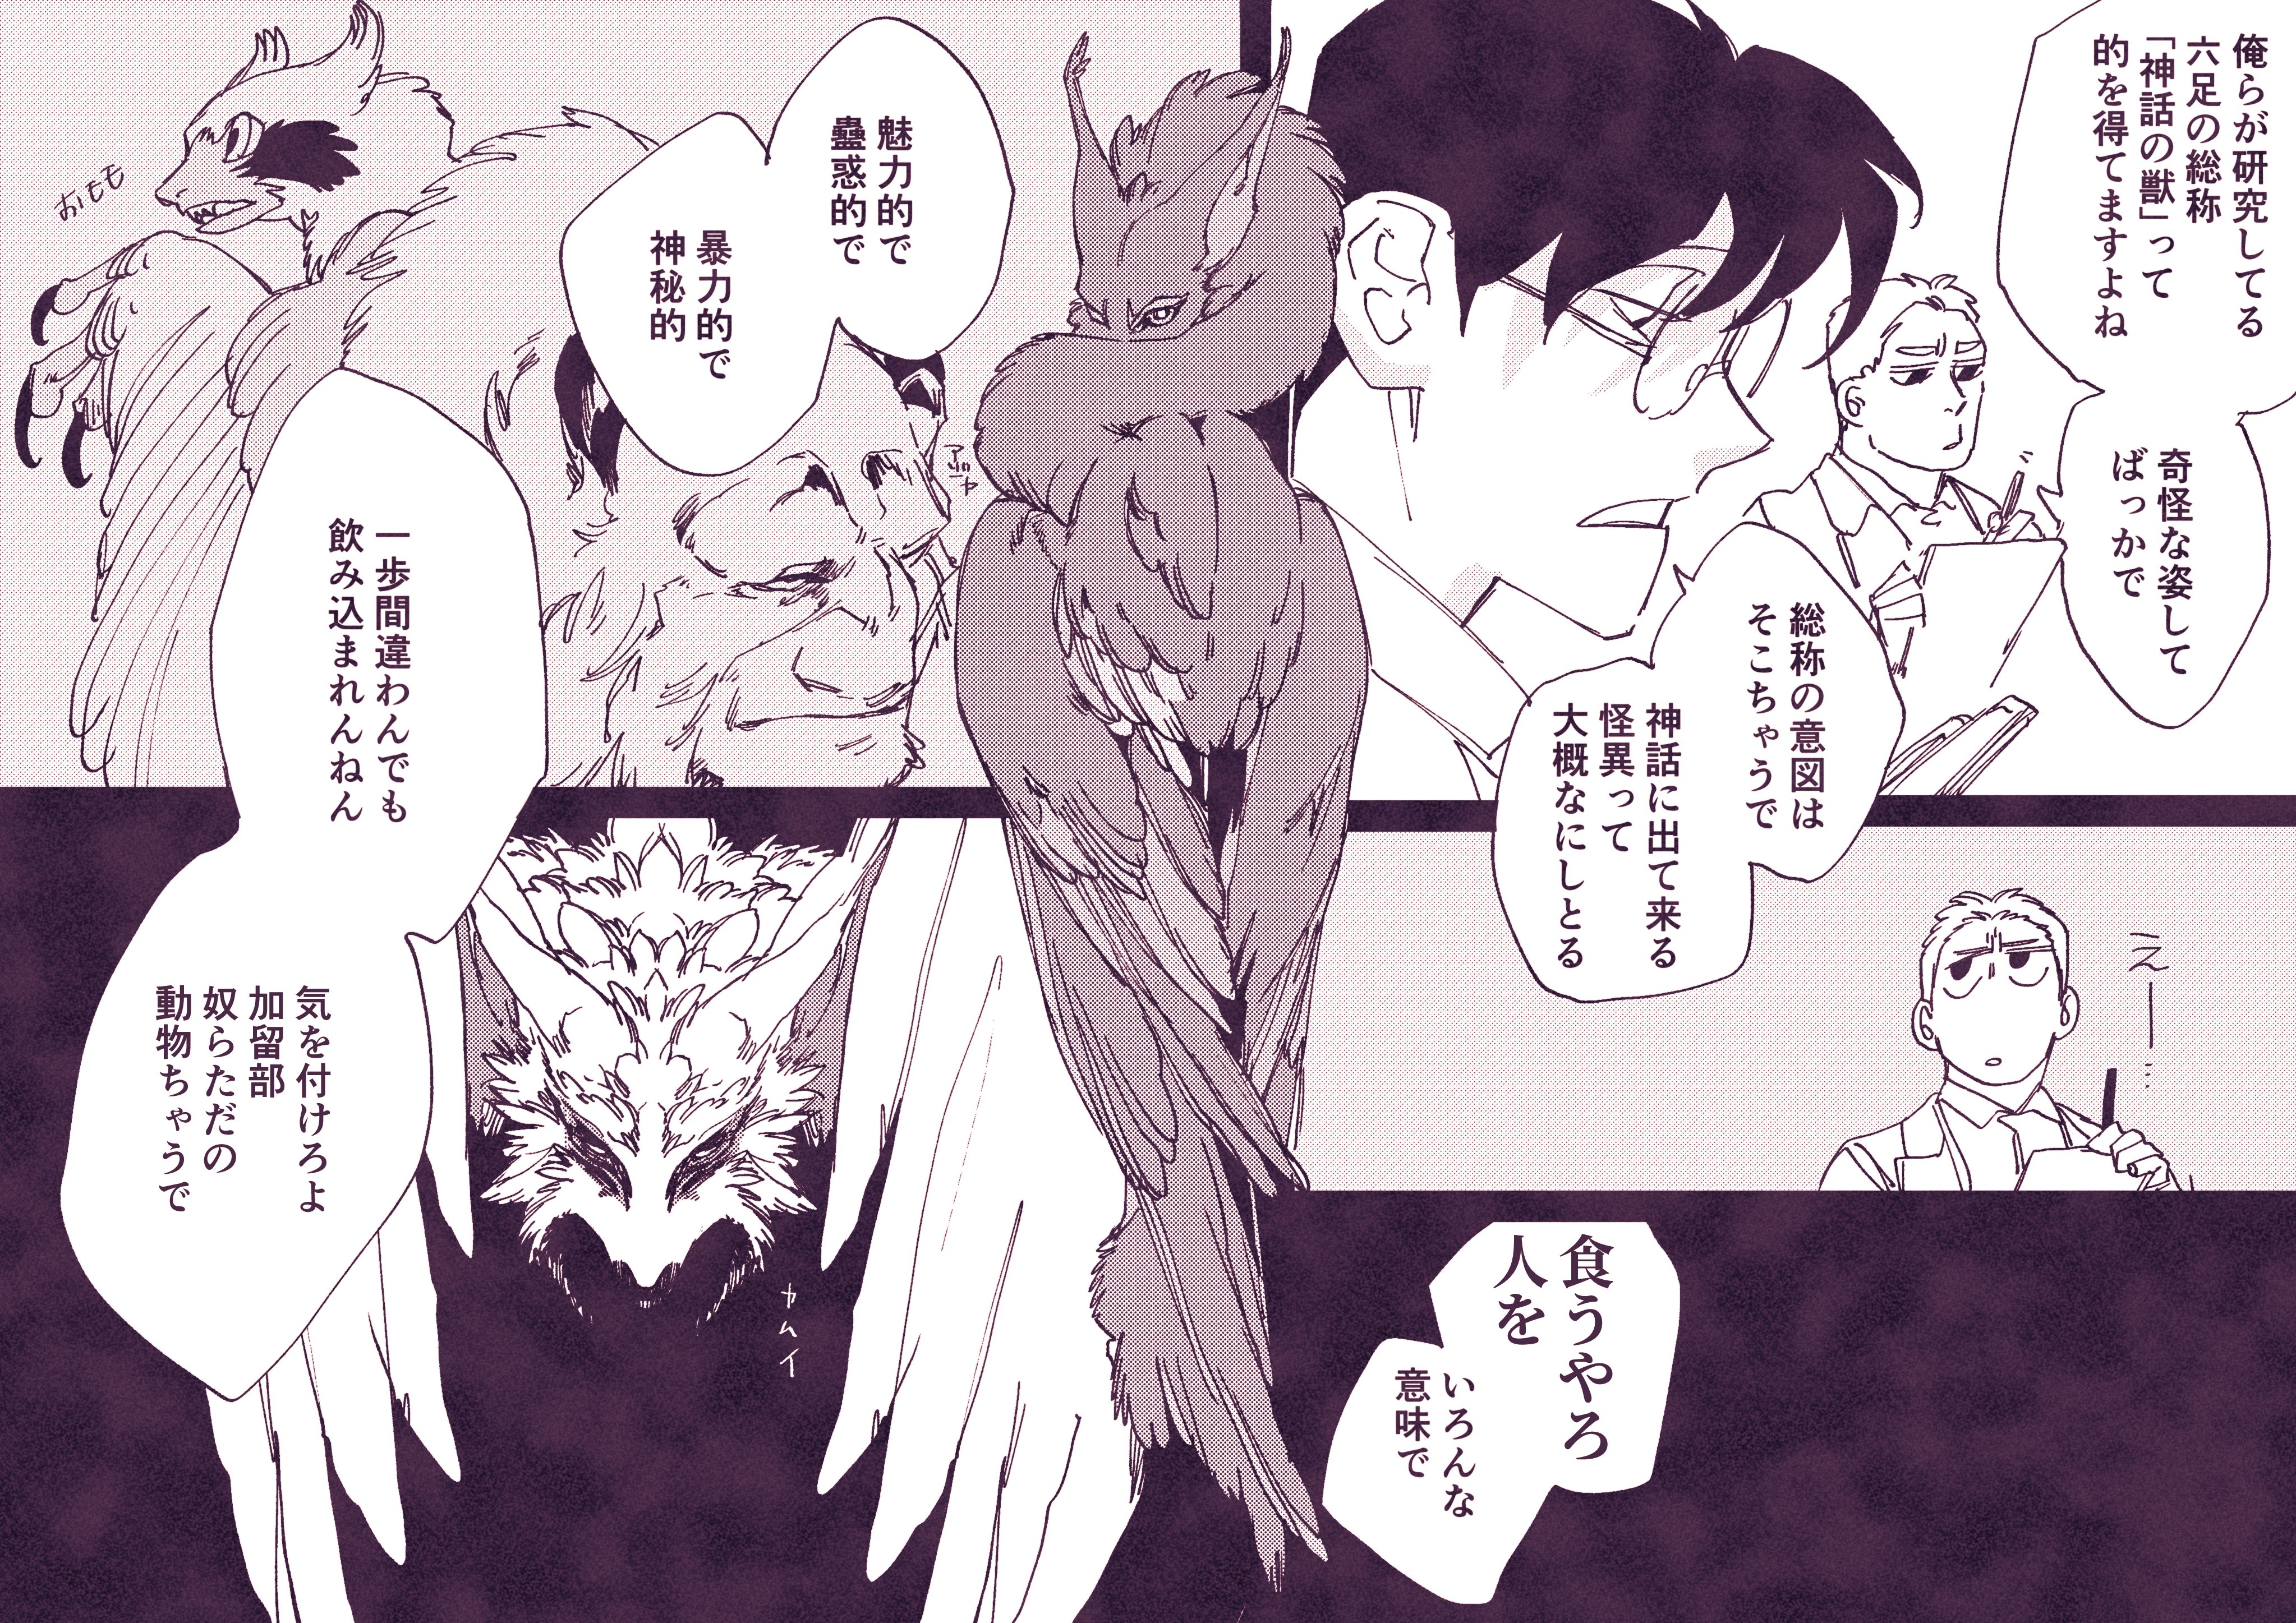 俺らが研究してる
六足の総称
「神話の獣」って
的を得てますよね
奇怪な姿して
ばっかで
総称の意図は
そこちゃうで
神話に出て来る
怪異って
大概なにしとる
えー…
食うやろ
人を
いろんな
意味で
魅力的で
蠱惑的で
暴力的で
神秘的
おいもも
一歩間違わんでも
飲み込まれんねん
気を付けろよ
加留部
奴らただの
動物ちゃうで
カムイ